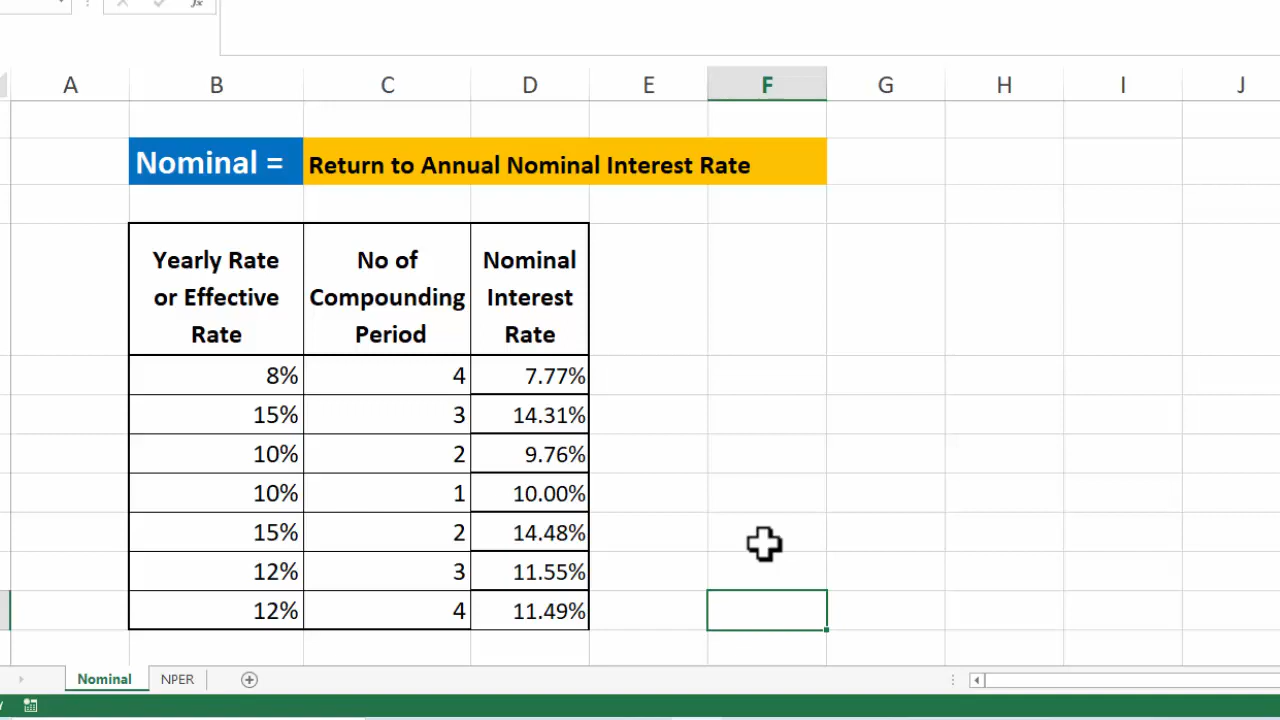 A B C D E F G H I J
Nominal = Return to Annual Nominal Interest Rate
Yearly Rate or Effective Rate
No of Compounding Period
Nominal Interest Rate
8% 4 7.77%
15% 3 14.31%
10% 2 9.76%
10% 1 10.00%
15% 2 14.48%
12% 3 11.55%
12% 4 11.49%
Nominal NPER